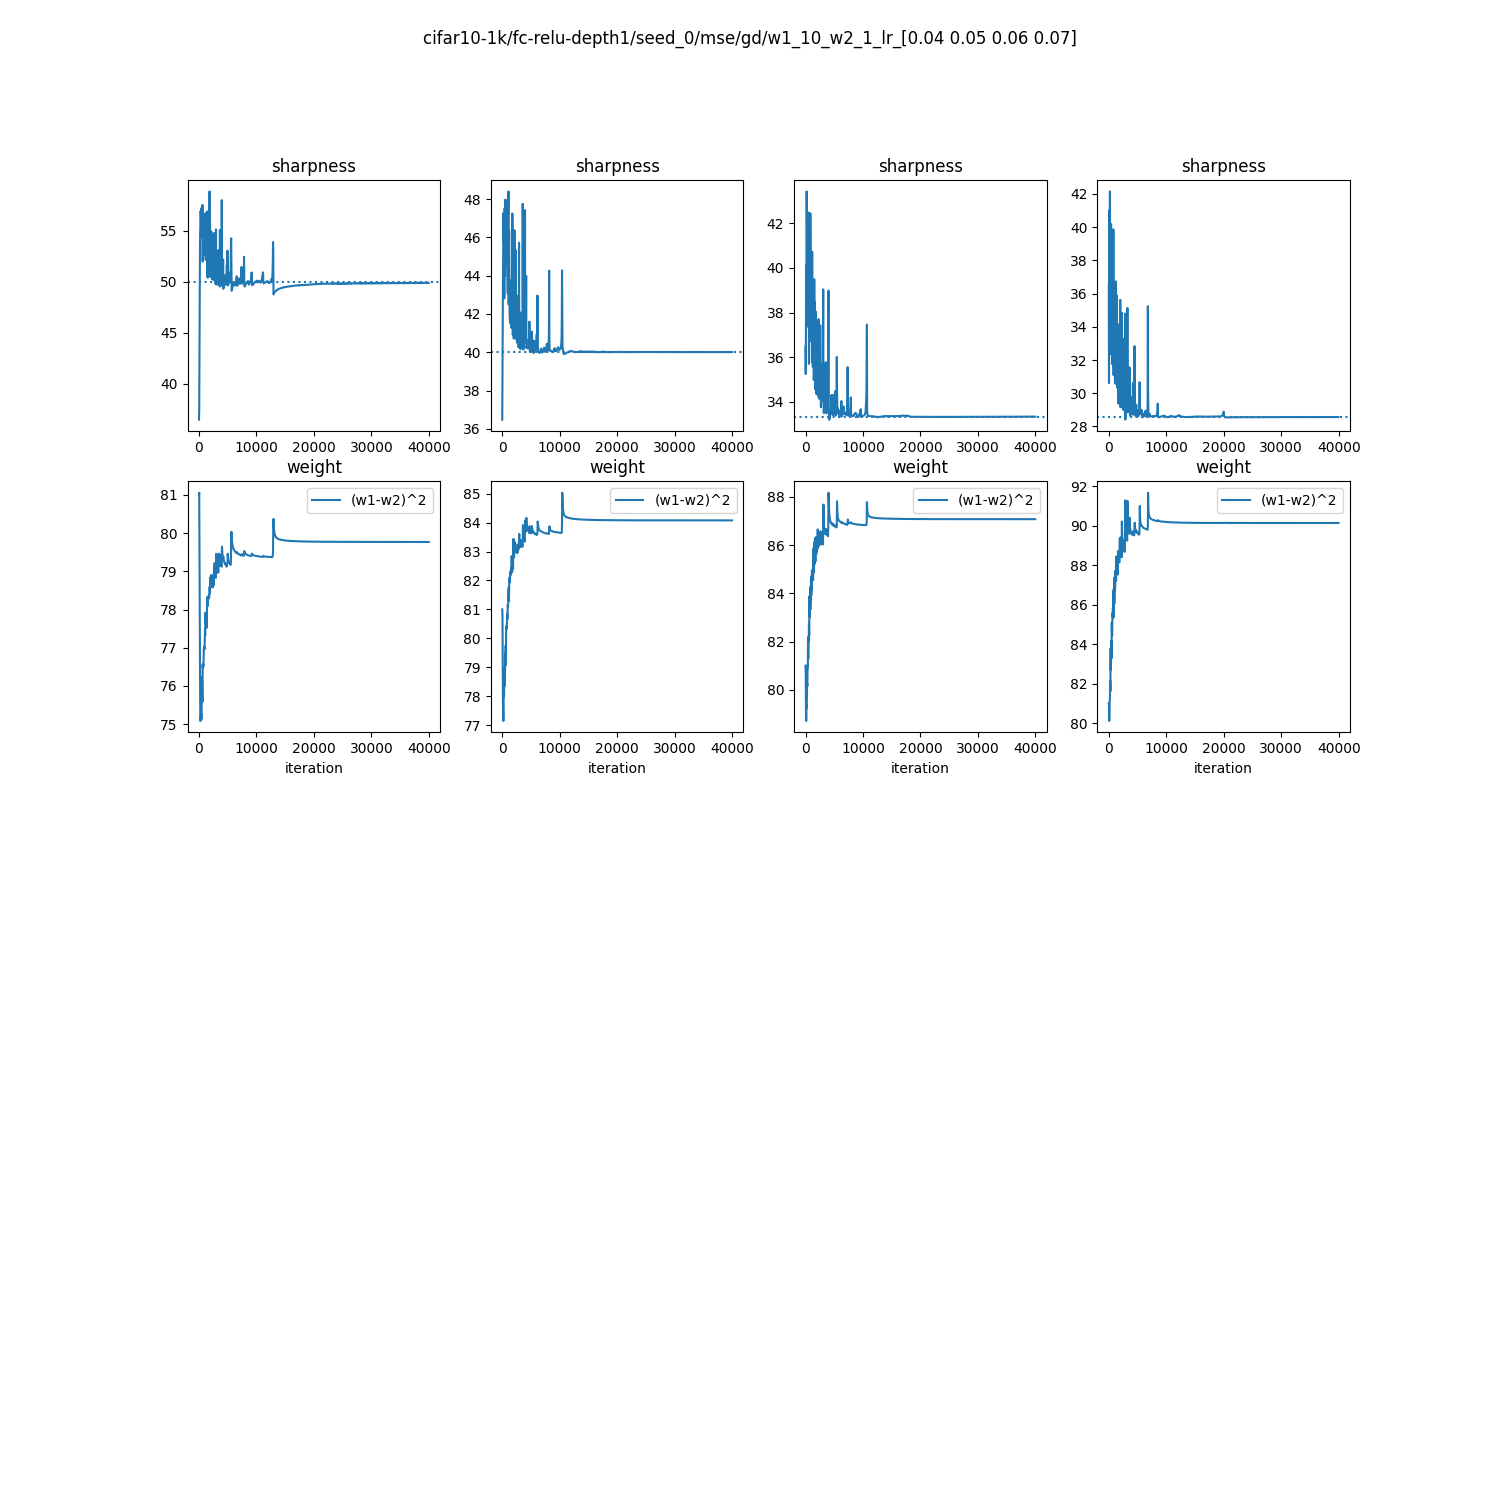 cifar10-1k/fc-relu-depth1/seed_0/mse/gd/w1_10_w2_1_lr_[0.04 0.05 0.06 0.07]
sharpness
sharpness
sharpness
sharpness
55
50
45
40
0 10000 20000 30000 40000
48
46
44
42
40
38
36
0 10000 20000 30000 40000
42
40
38
36
34
0 10000 20000 30000 40000
42
40
38
36
34
32
30
28
0 10000 20000 30000 40000
weight
weight
weight
weight
(w1-w2)^2
81
80
79
78
77
76
75
0 10000 20000 30000 40000
iteration
(w1-w2)^2
85
84
83
82
81
80
79
78
77
0 10000 20000 30000 40000
iteration
(w1-w2)^2
88
86
84
82
80
0 10000 20000 30000 40000
iteration
(w1-w2)^2
92
90
88
86
84
82
80
0 10000 20000 30000 40000
iteration